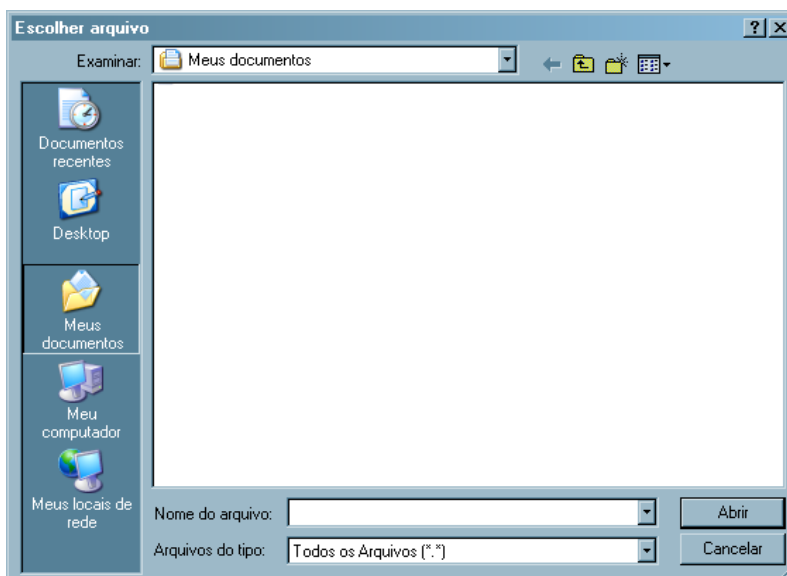 Escolher arquivo
Examinar:
Meus documentos
Documentos
recentes
Desktop
Meus
documentos
Meu
computador
Meus locais de
rede
Nome do arquivo:
Abrir
Arquivos do tipo:
Todos os Arquivos (*.*)
Cancelar